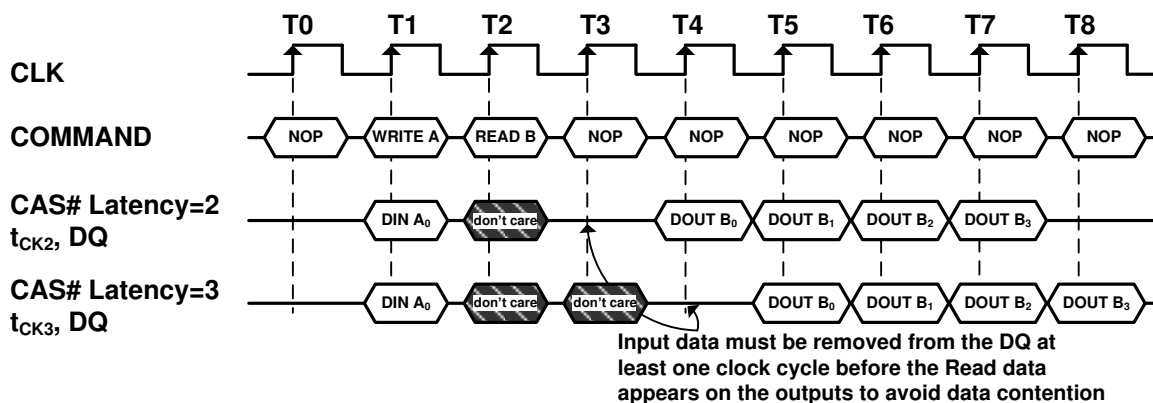 T0 T1 T2 T3 T4 T5 T6 T7 T8
CLK
COMMAND NOP WRITE A READ B NOP NOP NOP NOP NOP NOP
CAS# Latency=2
tCK2, DQ DIN A0 don't care DOUT B0 DOUT B1 DOUT B2 DOUT B3
CAS# Latency=3
tCK3, DQ DIN A0 don't care don't care DOUT B0 DOUT B1 DOUT B2 DOUT B3
Input data must be removed from the DQ at
least one clock cycle before the Read data
appears on the outputs to avoid data contention